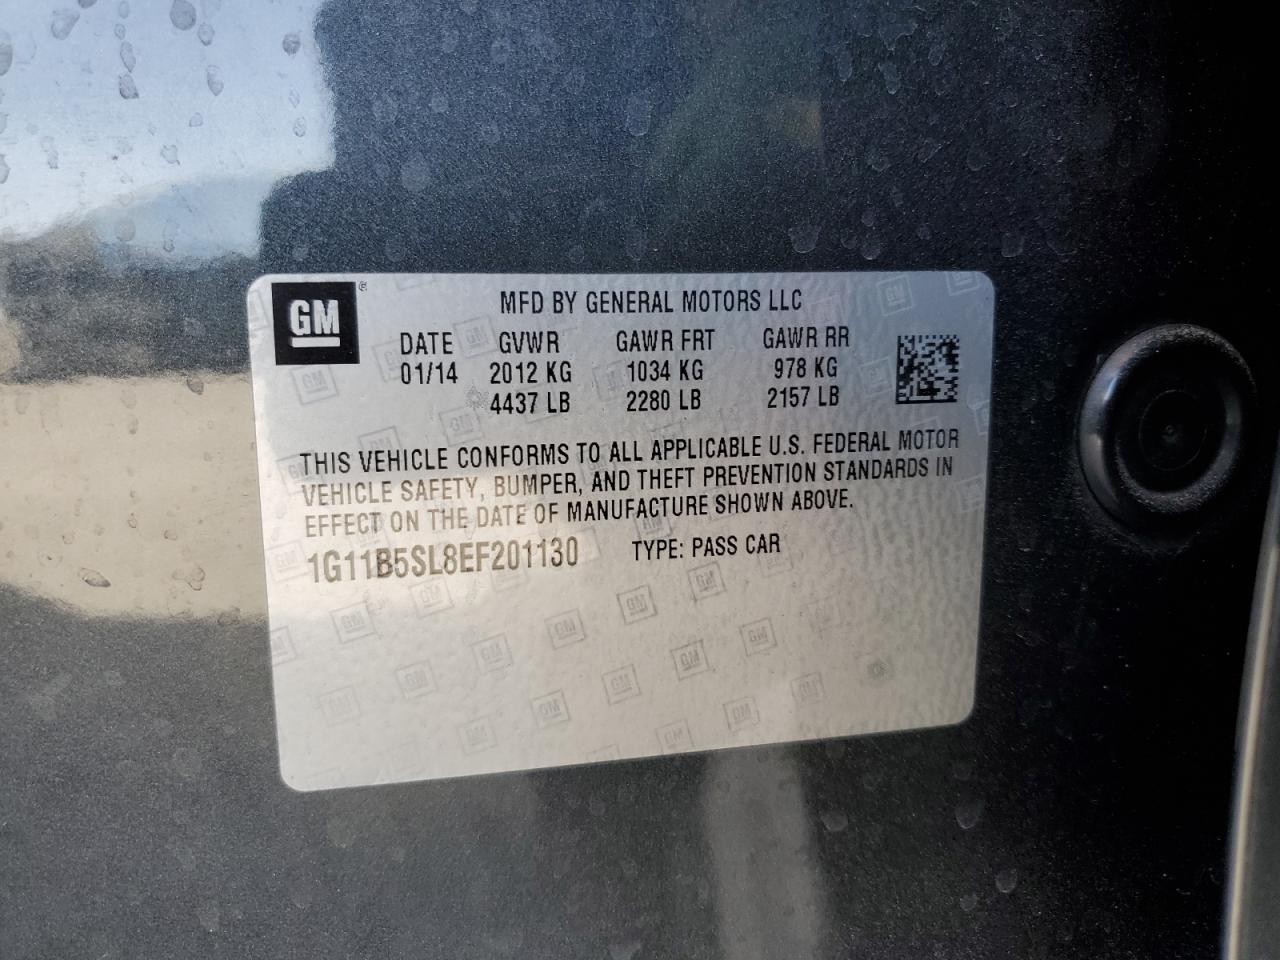 GM ®
MFD BY GENERAL MOTORS LLC
DATE GVWR GAWR FRT GAWR RR
01/14 2012 KG 1034 KG 978 KG
4437 LB 2280 LB 2157 LB
THIS VEHICLE CONFORMS TO ALL APPLICABLE U.S. FEDERAL MOTOR
VEHICLE SAFETY, BUMPER, AND THEFT PREVENTION STANDARDS IN
EFFECT ON THE DATE OF MANUFACTURE SHOWN ABOVE.
1G11B5SL8EF201130 TYPE: PASS CAR